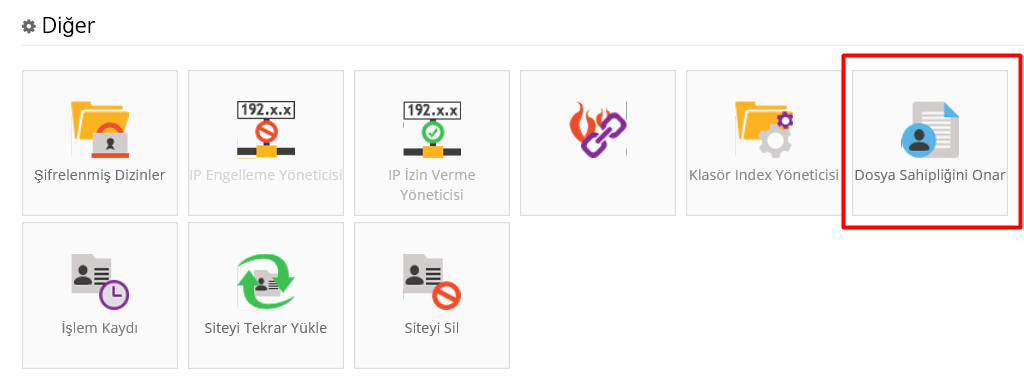 Diğer
192.x.x
192.x.x
Şifrelenmiş Dizinler
IP Engelleme Yöneticisi
IP İzin Verme
Yöneticisi
Klasör Index Yöneticisi
Dosya Sahipliğini Onar
İşlem Kaydı
Siteyi Tekrar Yükle
Siteyi Sil